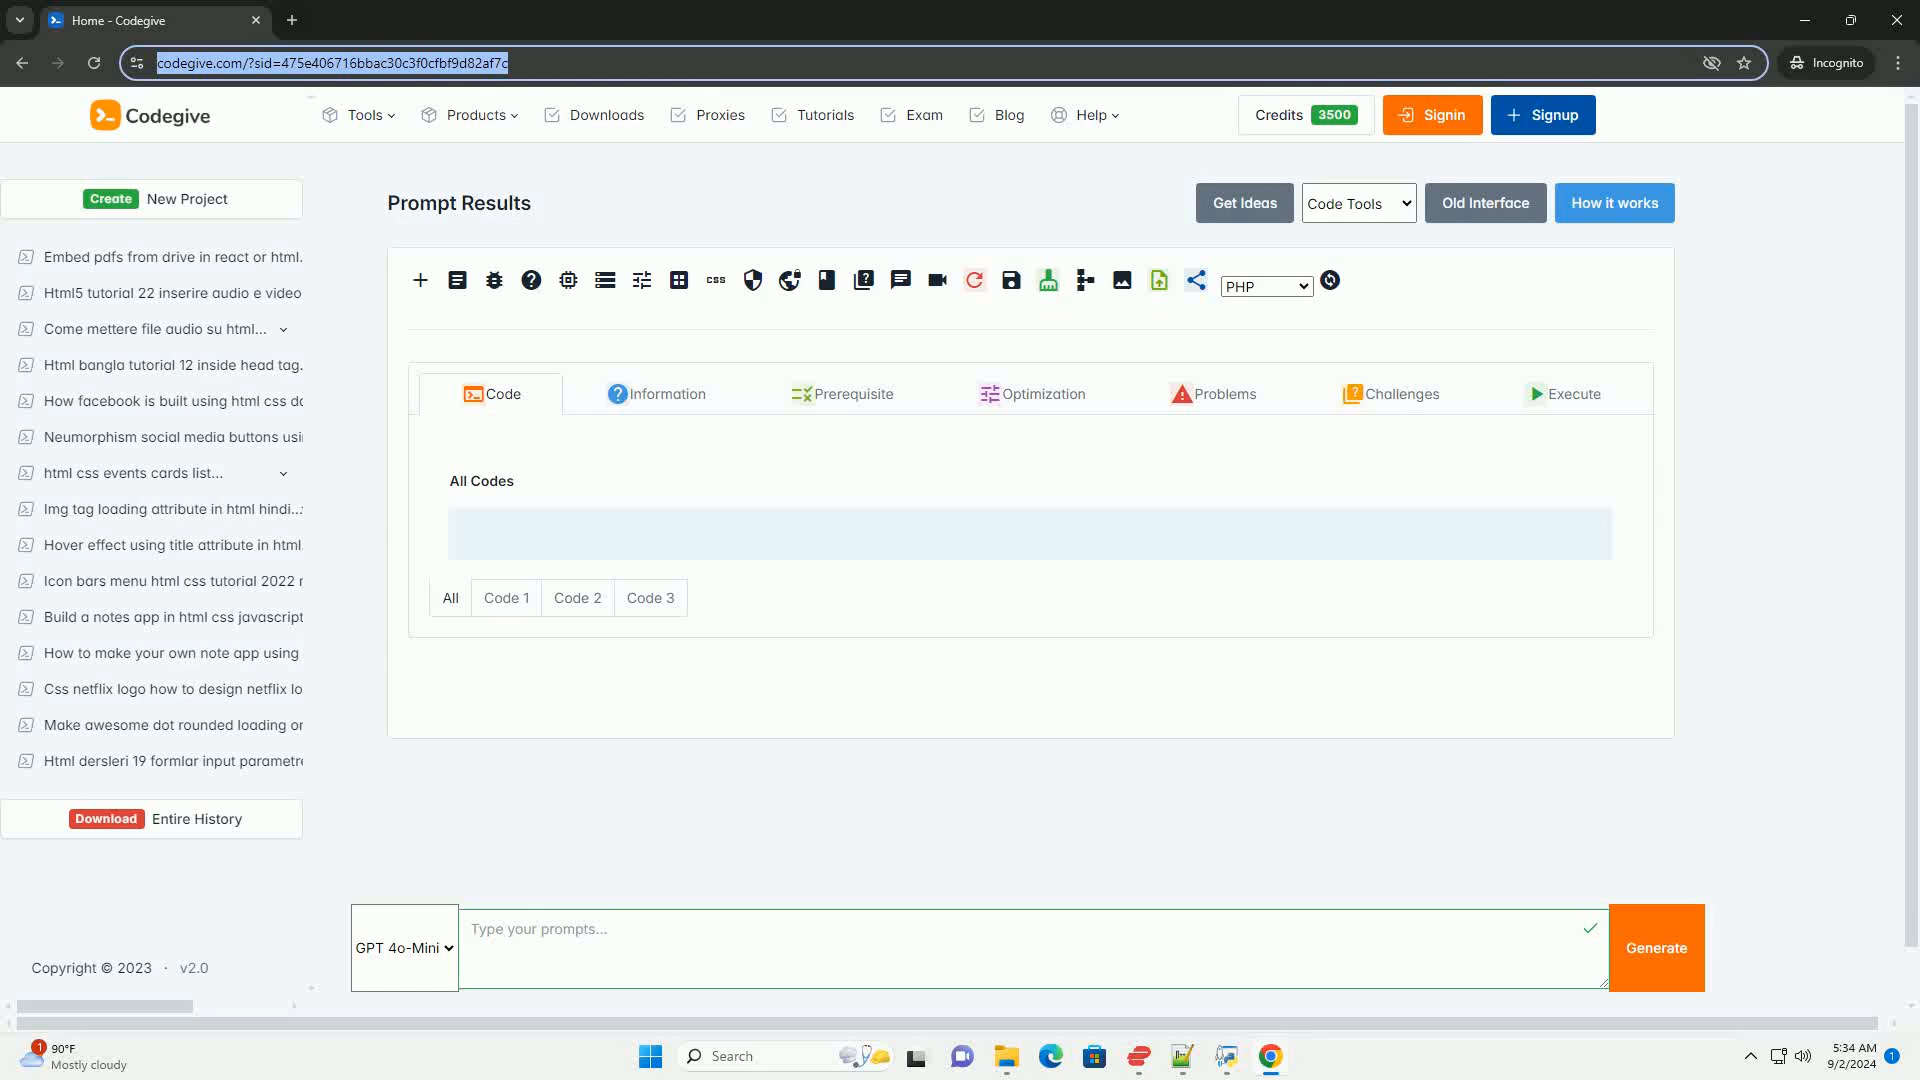 Home - Codegive
codegive.com/?sid=475e406716bbac30c3f0cfbf9d82af7c
Incognito
Codegive
Tools
Products
Downloads
Proxies
Tutorials
Exam
Blog
Help
Credits 3500
Signin
Signup
Create New Project
Embed pdfs from drive in react or html.
Html5 tutorial 22 inserire audio e video
Come mettere file audio su html...
Html bangla tutorial 12 inside head tag.
How facebook is built using html css do
Neumorphism social media buttons usi
html css events cards list...
Img tag loading attribute in html hindi...
Hover effect using title attribute in html
Icon bars menu html css tutorial 2022 r
Build a notes app in html css javascript
How to make your own note app using
Css netflix logo how to design netflix lo
Make awesome dot rounded loading or
Html dersleri 19 formlar input parametre
Download Entire History
Copyright © 2023 · v2.0
Prompt Results
Get Ideas
Code Tools
Old Interface
How it works
css
PHP
Code
Information
Prerequisite
Optimization
Problems
Challenges
Execute
All Codes
All
Code 1
Code 2
Code 3
GPT 4o-Mini
Type your prompts...
Generate
1
90°F
Mostly cloudy
Search
5:34 AM
9/2/2024
1